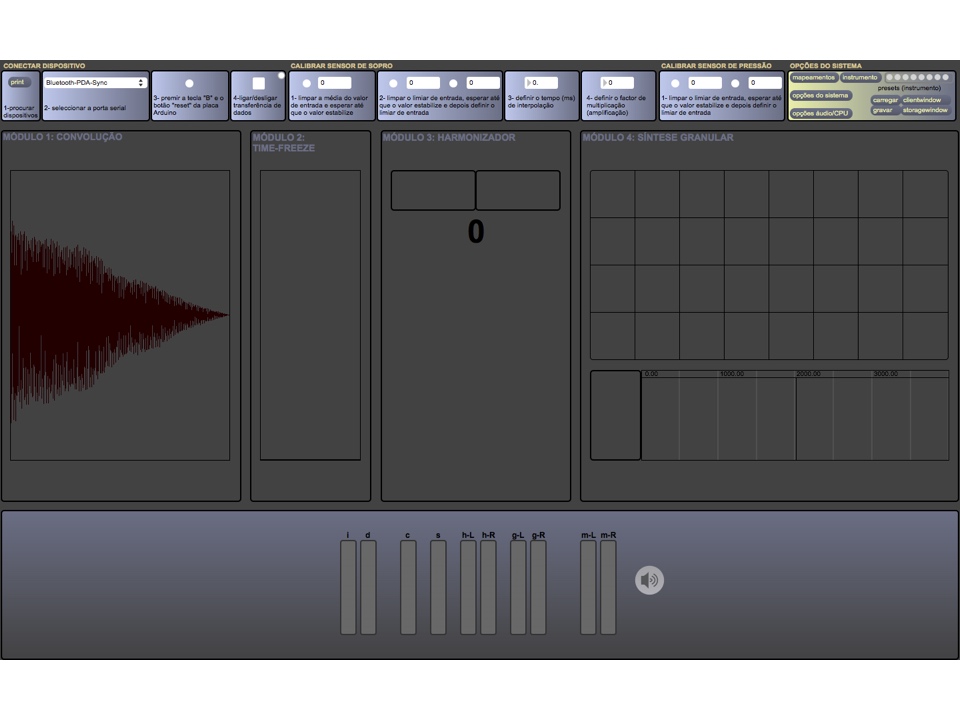 CONECTAR DISPOSITIVO
print
1-procurar
dispositivos
Bluetooth-PDA-Sync
2- seleccionar a porta serial
3- premir a tecla "B" e o
botão "reset" da placa
Arduino
4-ligar/desligar
transferência de
dados
CALIBRAR SENSOR DE SOPRO
0
1- limpar a média do valor
de entrada e esperar até
que o valor estabilize
0
0
2- limpar o limiar de entrada, esperar até
que o valor estabilize e depois definir o
limiar de entrada
0.
3- definir o tempo (ms)
de interpolação
0
4- definir o factor de
multiplicação
(amplificação)
CALIBRAR SENSOR DE PRESSÃO
0
0
1- limpar o limiar de entrada, esperar até
que o valor estabilize e depois definir o
limiar de entrada
OPÇÕES DO SISTEMA
mapeamentos
instrumento
presets (instrumento)
opções do sistema
carregar
clientwindow
opções áudio/CPU
gravar
storagewindow
MÓDULO 1: CONVOLUÇÃO
MÓDULO 2:
TIME-FREEZE
MÓDULO 3: HARMONIZADOR
0
MÓDULO 4: SÍNTESE GRANULAR
0.00 1000.00 2000.00 3000.00
i d c s h-L h-R g-L g-R m-L m-R